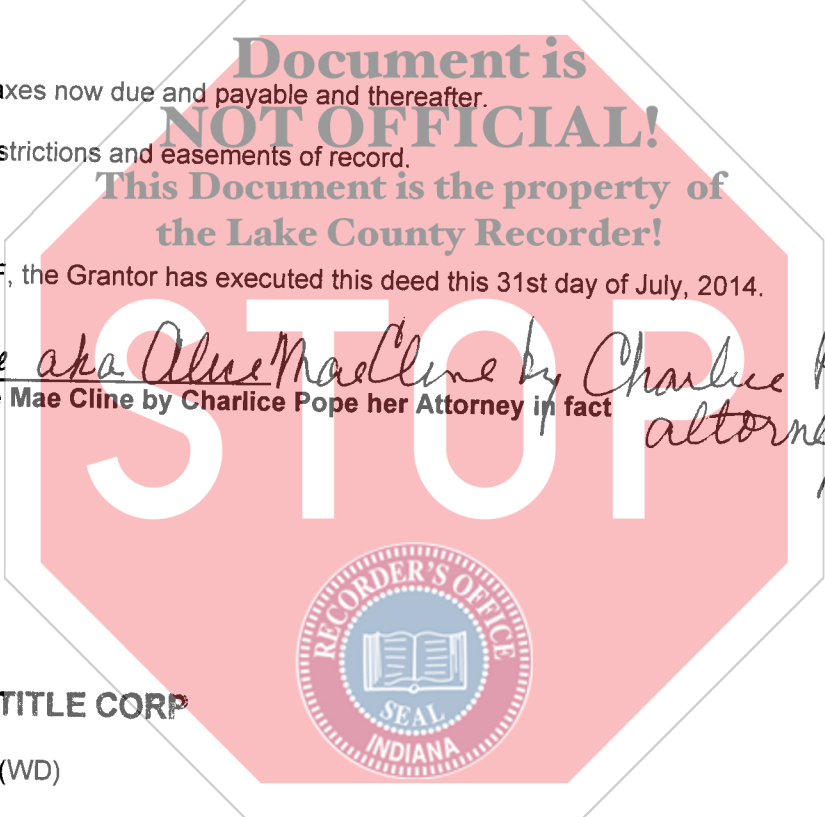 Document is
axes now due and payable and thereafter.
NOT OFFICIAL!
strictions and easements of record.
This Document is the property of
the Lake County Recorder!
, the Grantor has executed this deed this 31st day of July, 2014.
STOP
aka Alice Mae Cline by Charlice
Mae Cline by Charlice Pope her Attorney in fact
attorne
RECORDER'S OFFICE
SEAL
INDIANA
TITLE CORP
(WD)